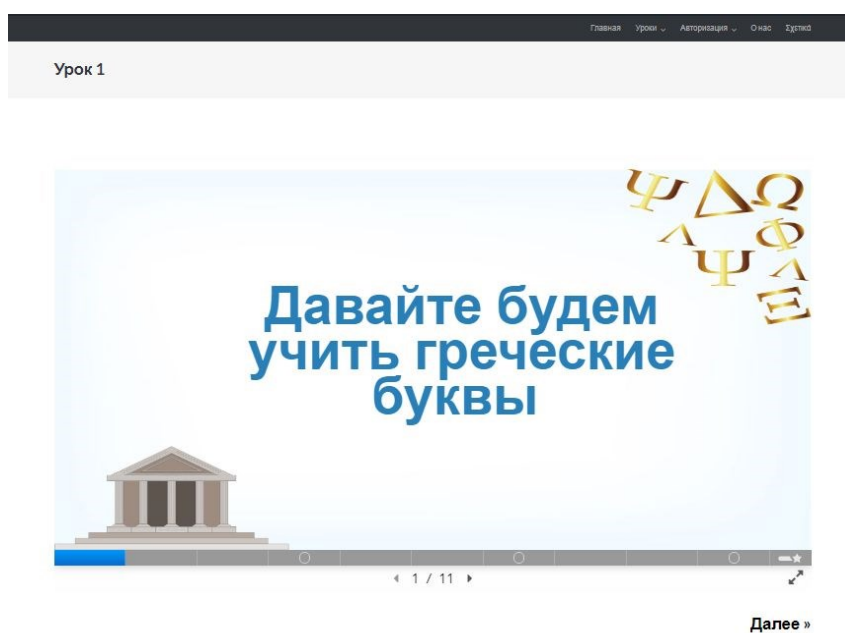 Главная Уроки Авторизация О нас Σχετικά
Урок 1
Ψ Δ Ω
Λ Φ
Ψ Λ
Ξ
Давайте будем
учить греческие
буквы
1 / 11
Далее »